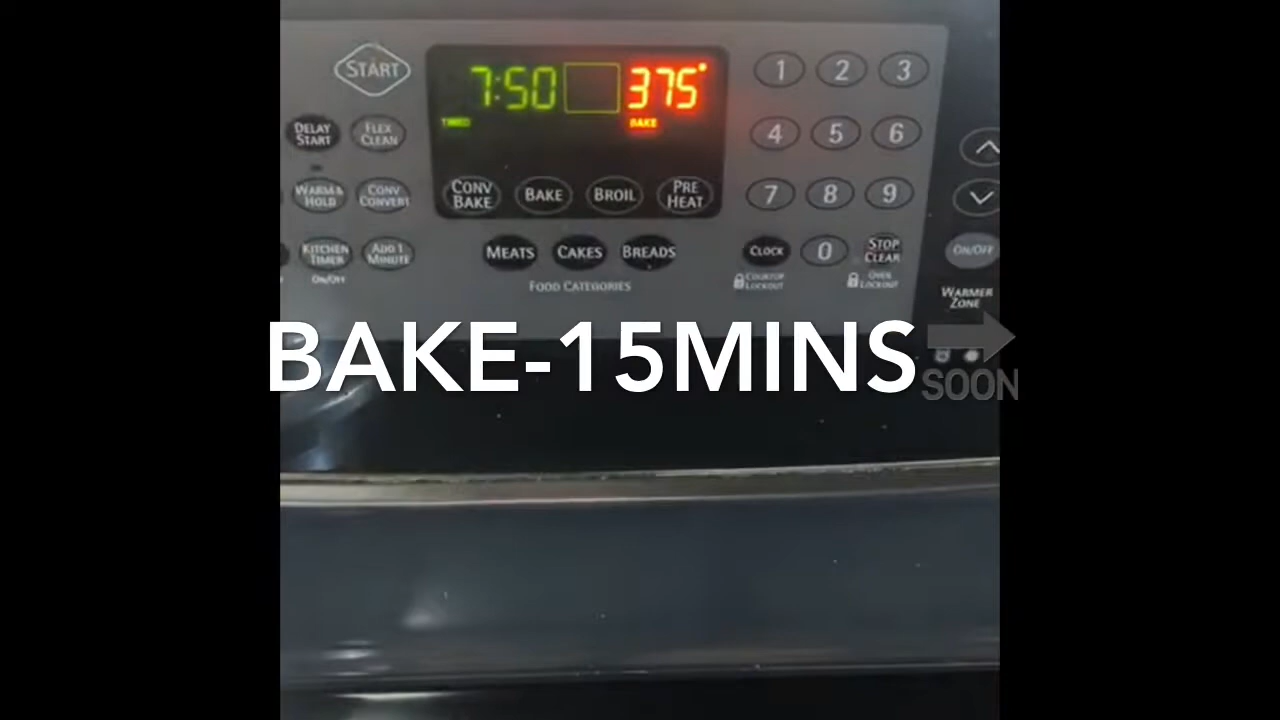 START
7:50 375°
TIMED BAKE
1 2 3
DELAY START
FLEX CLEAN
4 5 6
WARM & HOLD
CONV CONVERT
CONV BAKE
BAKE
BROIL
PRE HEAT
7 8 9
KITCHEN TIMER
ON/OFF
ADD 1 MINUTE
MEATS CAKES BREADS
FOOD CATEGORIES
CLOCK
0
STOP CLEAR
COOKTOP LOCKOUT
OVEN LOCKOUT
ON/OFF
WARMER ZONE
BAKE-15MINS
SOON